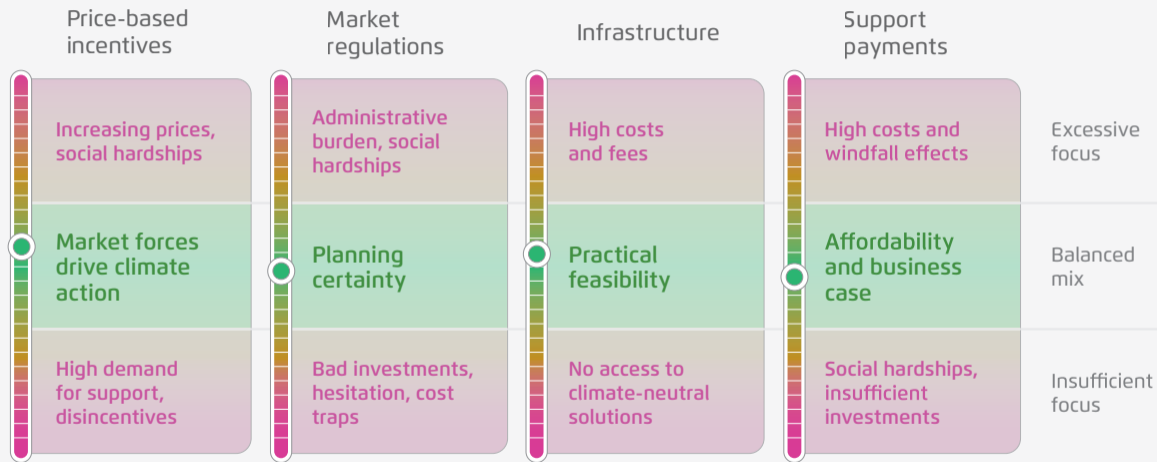 Price-based
incentives
Market
regulations
Infrastructure
Support
payments
Increasing prices,
social hardships
Administrative
burden, social
hardships
High costs
and fees
High costs and
windfall effects
Excessive
focus
Market forces
drive climate
action
Planning
certainty
Practical
feasibility
Affordability
and business
case
Balanced
mix
High demand
for support,
disincentives
Bad investments,
hesitation, cost
traps
No access to
climate-neutral
solutions
Social hardships,
insufficient
investments
Insufficient
focus